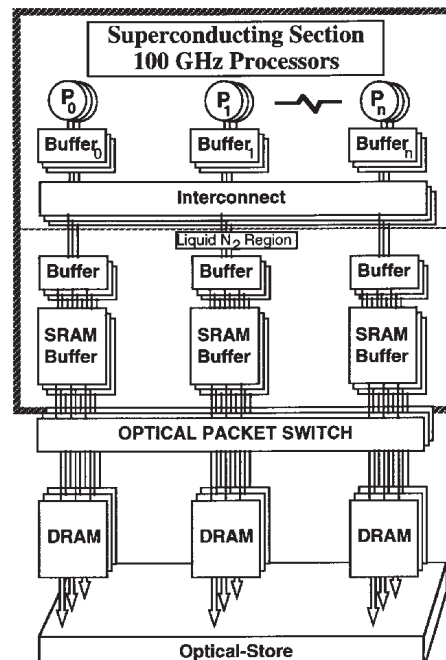 Superconducting Section
100 GHz Processors
P0 P1 Pn
Buffer0 Buffer1 Buffern
Interconnect
Liquid N2 Region
Buffer Buffer Buffer
SRAM SRAM SRAM
Buffer Buffer Buffer
OPTICAL PACKET SWITCH
DRAM DRAM DRAM
Optical-Store